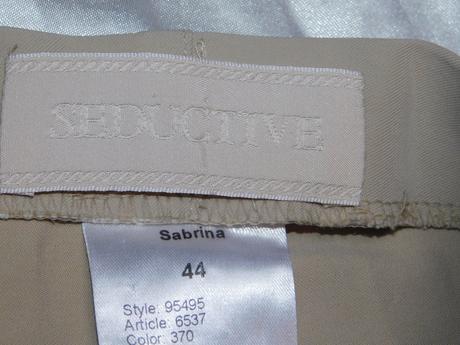 SEDUCTIVE
Sabrina
44
Style: 95495
Article: 6537
Color: 370